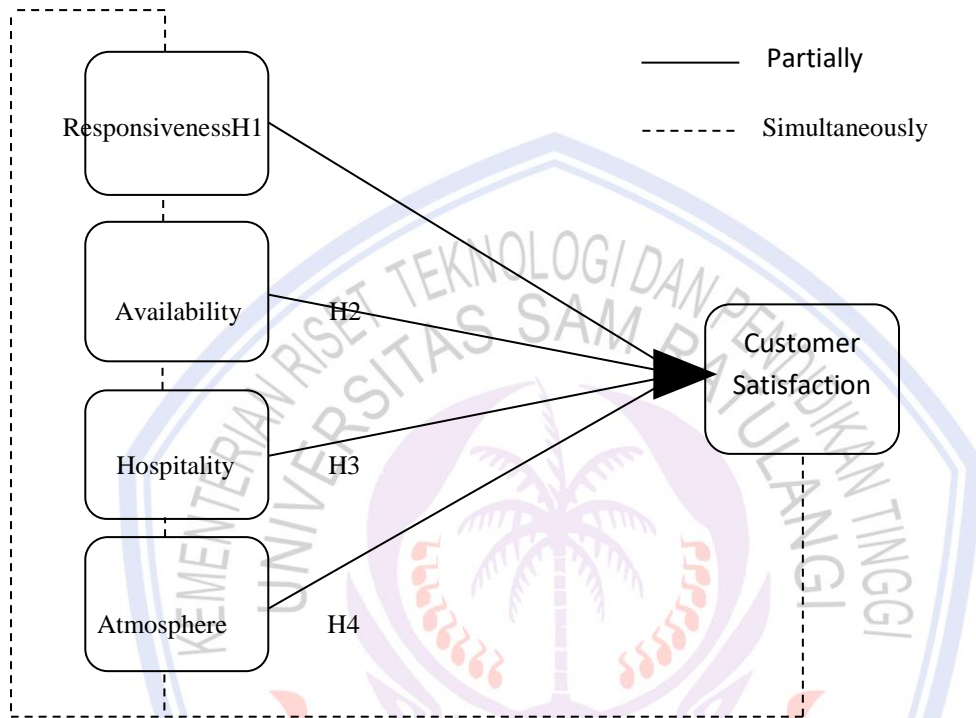 Partially
ResponsivenessH1
Simultaneously
Availability H2
Customer
Satisfaction
Hospitality H3
Atmosphere H4
KEMENTERIAN RISET TEKNOLOGI DAN PENDIDIKAN TINGGI
UNIVERSITAS SAM RATULANGI